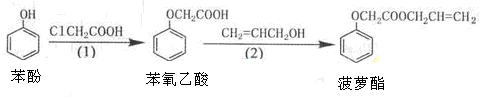 OH
ClCH₂COOH
(1)
苯酚
OCH₂COOH
苯氧乙酸
CH₂=CHCH₂OH
(2)
OCH₂COOCH₂CH=CH₂
菠萝酯